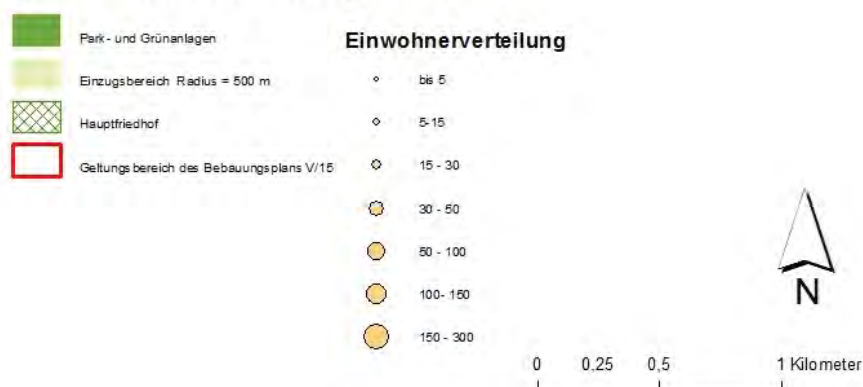 Park- und Grünanlagen
Einzugsbereich Radius = 500 m
Hauptfriedhof
Geltungsbereich des Bebauungsplans V/15
Einwohnerverteilung
bis 5
5-15
15 - 30
30 - 50
50 - 100
100- 150
150 - 300
N
0 0,25 0,5 1 Kilometer